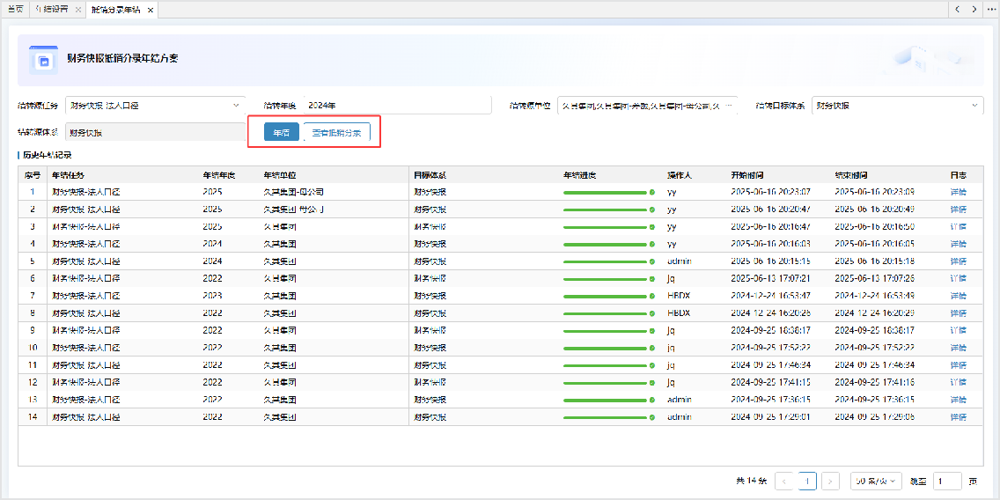 首页 年结设置 抵销分录年结
财务快报抵销分录年结方案
结转源任务 财务快报-法人口径 结转年度 2024年 结转源单位 久其集团,久其集团-差额,久其集团-母公司,久 ... 结转目标体系 财务快报
结转源体系 财务快报 年结 查看抵销分录
历史年结记录
序号 年结任务 年结年度 年结单位 目标体系 年结进度 操作人 开始时间 结束时间 日志
1 财务快报-法人口径 2025 久其集团-母公司 财务快报 yy 2025-06-16 20:23:07 2025-06-16 20:23:09 详情
2 财务快报-法人口径 2025 久其集团-母公司 财务快报 yy 2025-06-16 20:20:47 2025-06-16 20:20:49 详情
3 财务快报-法人口径 2025 久其集团 财务快报 yy 2025-06-16 20:16:47 2025-06-16 20:16:50 详情
4 财务快报-法人口径 2024 久其集团 财务快报 yy 2025-06-16 20:16:03 2025-06-16 20:16:05 详情
5 财务快报-法人口径 2024 久其集团 财务快报 admin 2025-06-16 20:15:15 2025-06-16 20:15:18 详情
6 财务快报-法人口径 2022 久其集团 财务快报 jq 2025-06-13 17:07:21 2025-06-13 17:07:26 详情
7 财务快报-法人口径 2023 久其集团 财务快报 HBDX 2024-12-24 16:53:47 2024-12-24 16:53:49 详情
8 财务快报-法人口径 2022 久其集团 财务快报 HBDX 2024-12-24 16:20:26 2024-12-24 16:20:29 详情
9 财务快报-法人口径 2022 久其集团 财务快报 jq 2024-09-25 18:38:17 2024-09-25 18:38:17 详情
10 财务快报-法人口径 2022 久其集团 财务快报 jq 2024-09-25 17:52:22 2024-09-25 17:52:22 详情
11 财务快报-法人口径 2022 久其集团 财务快报 jq 2024-09-25 17:46:34 2024-09-25 17:46:34 详情
12 财务快报-法人口径 2022 久其集团 财务快报 jq 2024-09-25 17:41:15 2024-09-25 17:41:16 详情
13 财务快报-法人口径 2022 久其集团 财务快报 admin 2024-09-25 17:36:15 2024-09-25 17:36:15 详情
14 财务快报-法人口径 2022 久其集团 财务快报 admin 2024-09-25 17:29:01 2024-09-25 17:29:06 详情
共 14 条 1 50 条/页 跳至 1 页